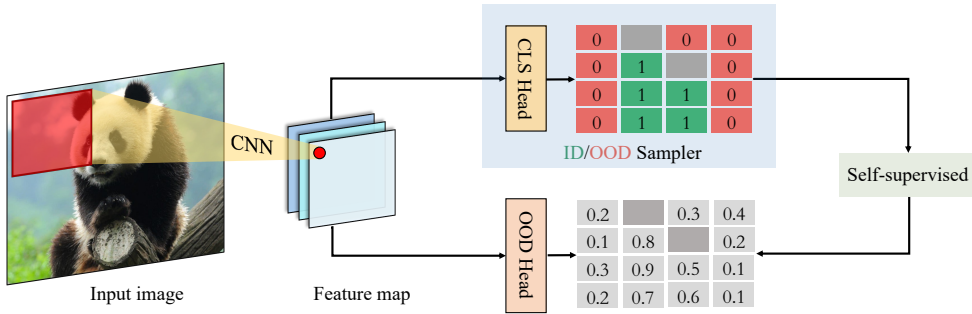 CNN
Input image
Feature map
CLS Head
0 0 0
0 1 0
0 1 1 0
0 1 1 0
ID/OOD Sampler
Self-supervised
OOD Head
0.2 0.3 0.4
0.1 0.8 0.2
0.3 0.9 0.5 0.1
0.2 0.7 0.6 0.1